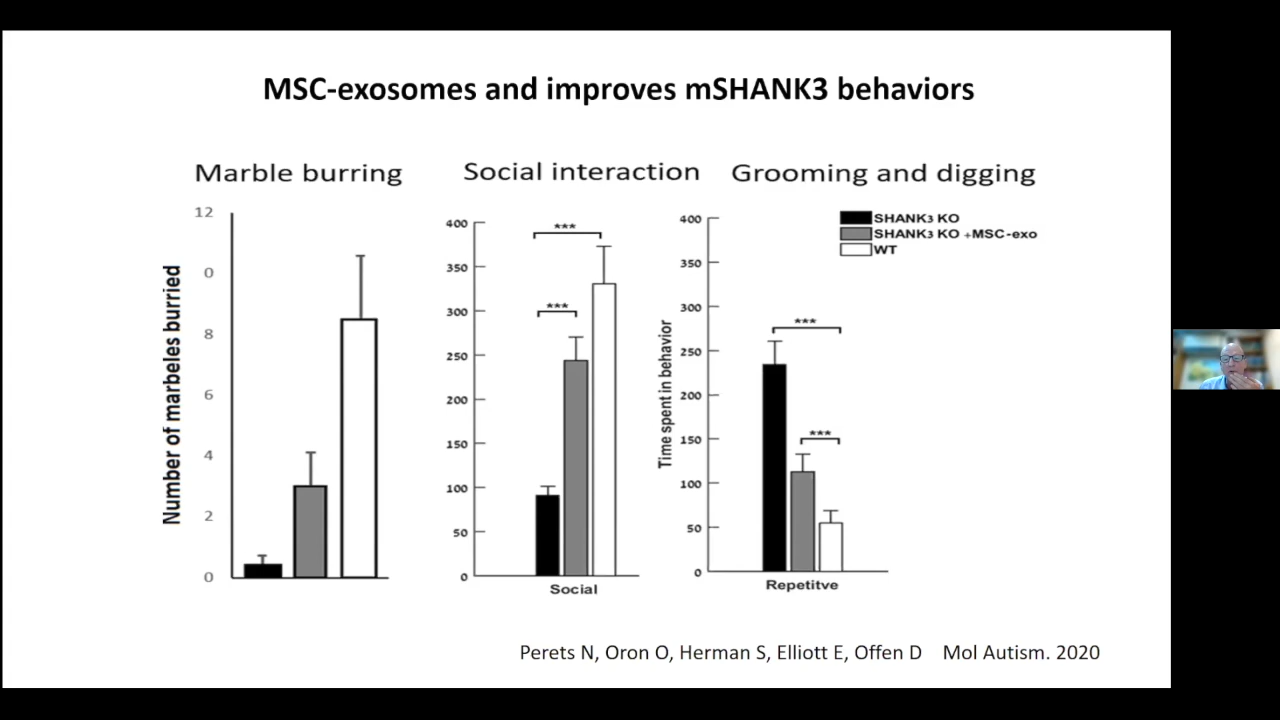 MSC-exosomes and improves mSHANK3 behaviors
Marble burring
Social interaction
Grooming and digging
Number of marbeles burried
12
0
8
6
4
2
0
400
350
300
250
200
150
100
50
0
***
***
Social
Time spent in behavior
400
350
300
250
200
150
100
50
0
***
***
Repetitve
SHANK3 KO
SHANK3 KO +MSC-exo
WT
Perets N, Oron O, Herman S, Elliott E, Offen D Mol Autism. 2020